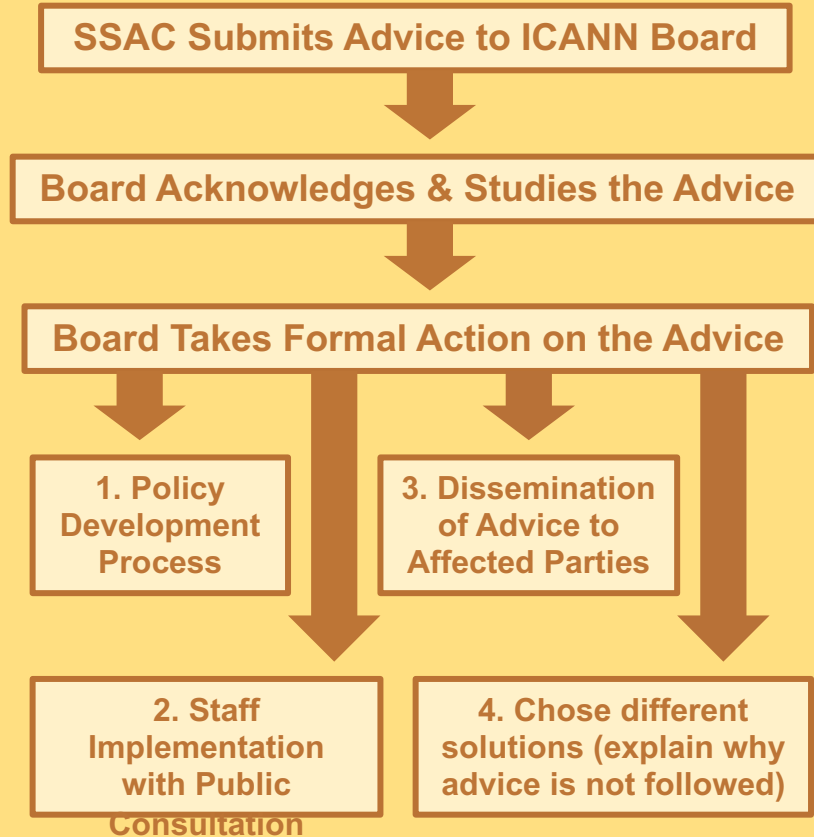 SSAC Submits Advice to ICANN Board
Board Acknowledges & Studies the Advice
Board Takes Formal Action on the Advice
1. Policy
Development
Process
3. Dissemination
of Advice to
Affected Parties
2. Staff
Implementation
with Public
Consultation
4. Chose different
solutions (explain why
advice is not followed)